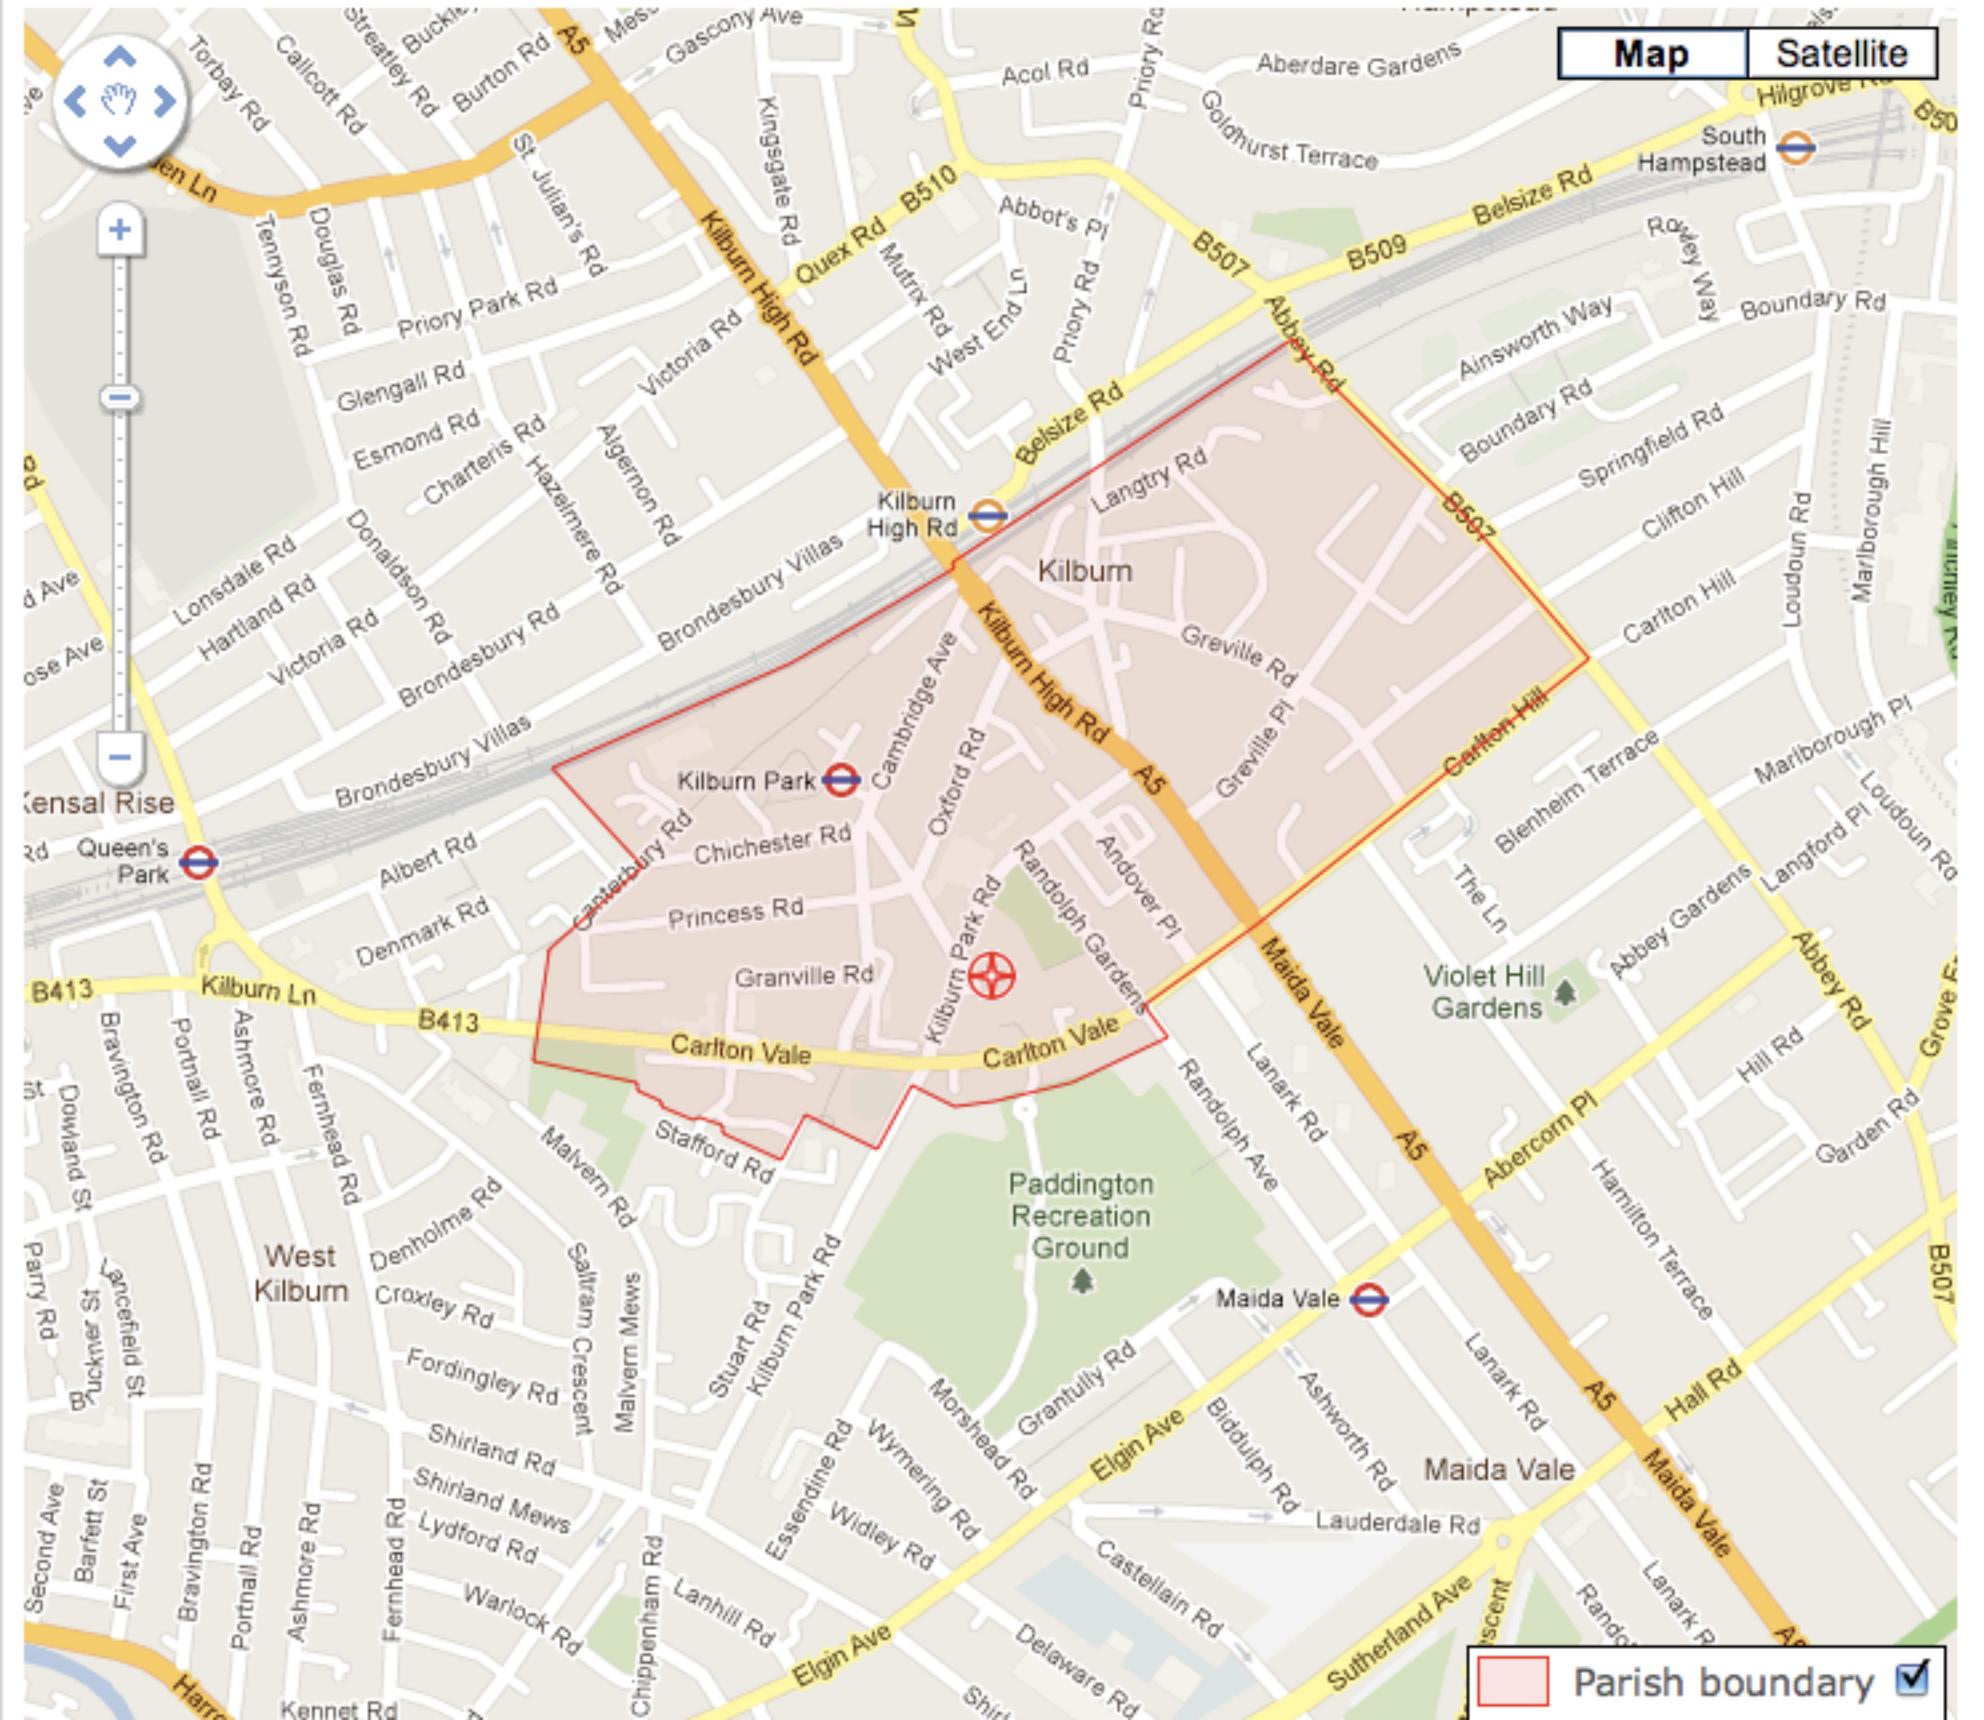 Map
Satellite
Hilgrove Rd
Torbay Rd
Callcott Rd
Streatley Rd
Burton Rd
A5
Gascony Ave
Acol Rd
Priory Rd
Aberdare Gardens
Goldhurst Terrace
South
Hampstead
St. Julian's Rd
Kingsgate Rd
B510
Quex Rd
Abbot's Pl
B507
B509
Belsize Rd
Rowley Way
Tennyson Rd
Douglas Rd
Priory Park Rd
Kilburn High Rd
Mutrix Rd
West End Ln
Priory Rd
Abbey Rd
Ainsworth Way
Boundary Rd
Glengall Rd
Victoria Rd
Esmond Rd
Charteris Rd
Algernon Rd
Hazelmere Rd
Belsize Rd
Boundary Rd
Springfield Rd
Clifton Hill
Marlborough Hill
Loudoun Rd
Kilburn
High Rd
Langtry Rd
B507
Donaldson Rd
Lonsdale Rd
Hartland Rd
Victoria Rd
Brondesbury Rd
Brondesbury Villas
Kilburn
Carlton Hill
Kilburn High Rd
Greville Rd
Cambridge Ave
Greville Pl
Carlton Hill
Blenheim Terrace
Marlborough Pl
Loudoun Rd
Langford Pl
Brondesbury Villas
Kilburn Park
Oxford Rd
A5
Queen's
Park
Albert Rd
Canterbury Rd
Chichester Rd
Andover Pl
Randolph Gardens
The Ln
Abbey Gardens
Denmark Rd
Princess Rd
Kilburn Park Rd
Granville Rd
Maida Vale
Violet Hill
Gardens
Abbey Rd
B413
Kilburn Ln
B413
Carlton Vale
Carlton Vale
Bravington Rd
Portnall Rd
Ashmore Rd
Fernhead Rd
Dowland St
Malvern Rd
Stafford Rd
Randolph Ave
Lanark Rd
A5
Abercorn Pl
Hill Rd
Garden Rd
Hamilton Terrace
Paddington
Recreation
Ground
West
Kilburn
Parry Rd
Lancefield St
Denholme Rd
Croxley Rd
Saltram Crescent
Malvern Mews
Stuart Rd
Kilburn Park Rd
Maida Vale
B507
Fordingley Rd
Shirland Rd
Shirland Mews
Lydford Rd
Warlock Rd
Essendine Rd
Morshead Rd
Wymering Rd
Widley Rd
Grantully Rd
Elgin Ave
Biddulph Rd
Ashworth Rd
Lanark Rd
A5
Hall Rd
Maida Vale
Maida Vale
Lauderdale Rd
Castellain Rd
Second Ave
Barfett St
First Ave
Bravington Rd
Portnall Rd
Ashmore Rd
Fernhead Rd
Chippenham Rd
Lanhill Rd
Elgin Ave
Delaware Rd
Sutherland Ave
Kennet Rd
Parish boundary